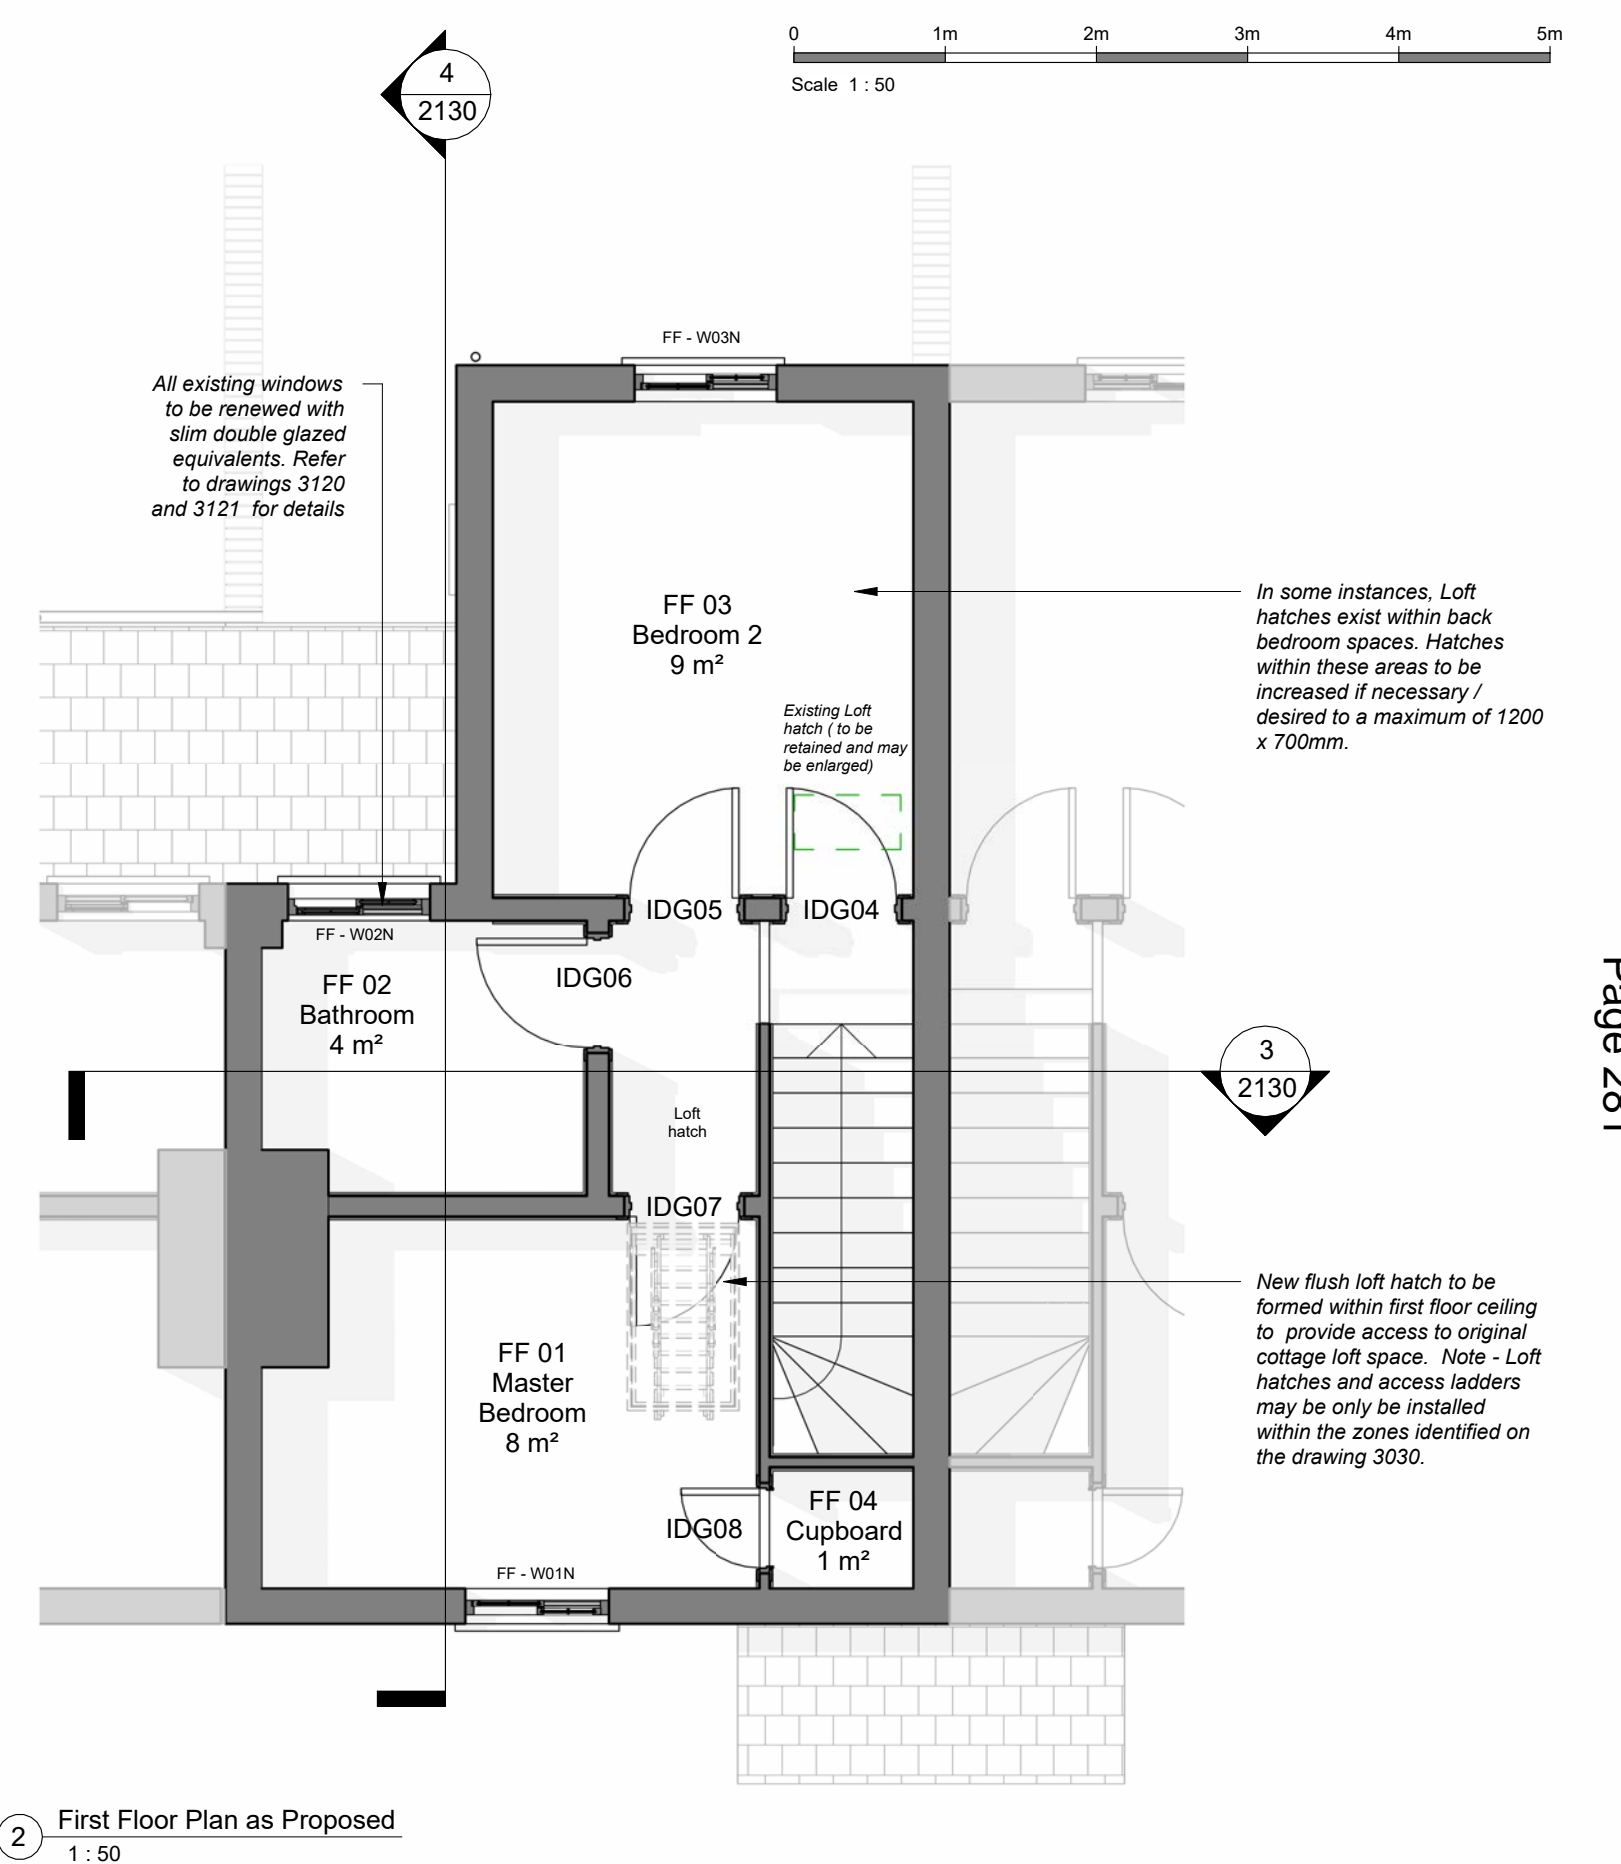 0 1m 2m 3m 4m 5m
Scale 1 : 50
4
2130
FF - W03N
All existing windows
to be renewed with
slim double glazed
equivalents. Refer
to drawings 3120
and 3121 for details
FF 03
Bedroom 2
9 m²
In some instances, Loft
hatches exist within back
bedroom spaces. Hatches
within these areas to be
increased if necessary /
desired to a maximum of 1200
x 700mm.
Existing Loft
hatch ( to be
retained and may
be enlarged)
IDG05
IDG04
FF - W02N
IDG06
FF 02
Bathroom
4 m²
Page 281
3
2130
Loft
hatch
IDG07
New flush loft hatch to be
formed within first floor ceiling
to provide access to original
cottage loft space. Note - Loft
hatches and access ladders
may be only be installed
within the zones identified on
the drawing 3030.
FF 01
Master
Bedroom
8 m²
IDG08
FF 04
Cupboard
1 m²
FF - W01N
2
First Floor Plan as Proposed
1 : 50